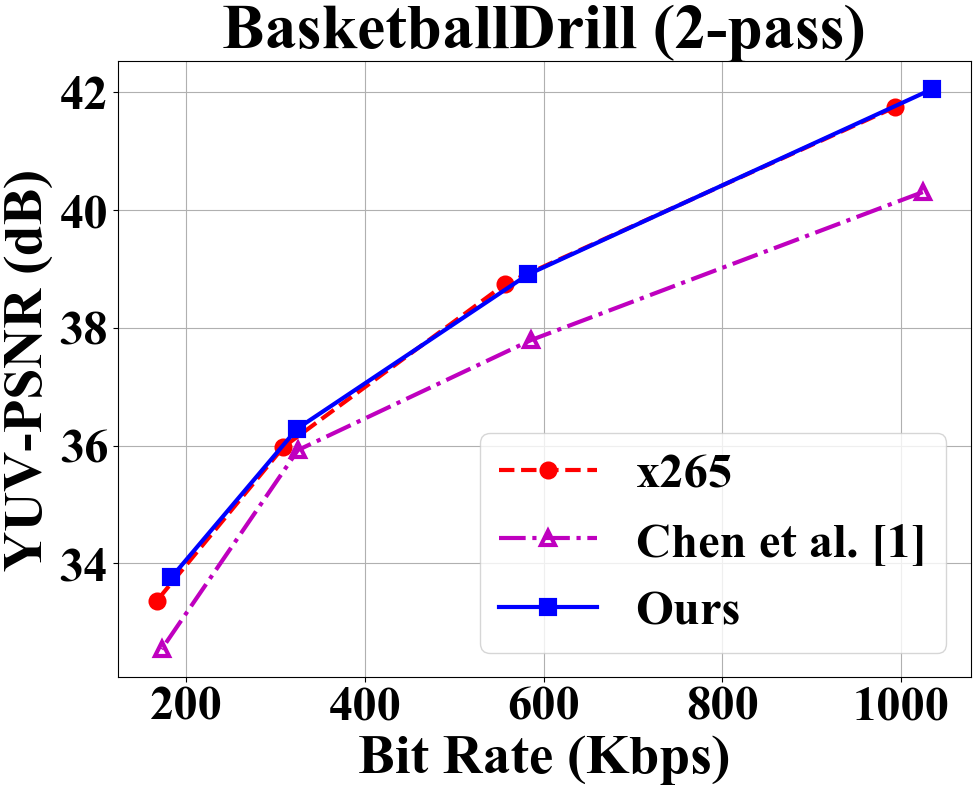 BasketballDrill (2-pass)
YUV-PSNR (dB)
42
40
38
36
34
x265
Chen et al. [1]
Ours
200 400 600 800 1000
Bit Rate (Kbps)